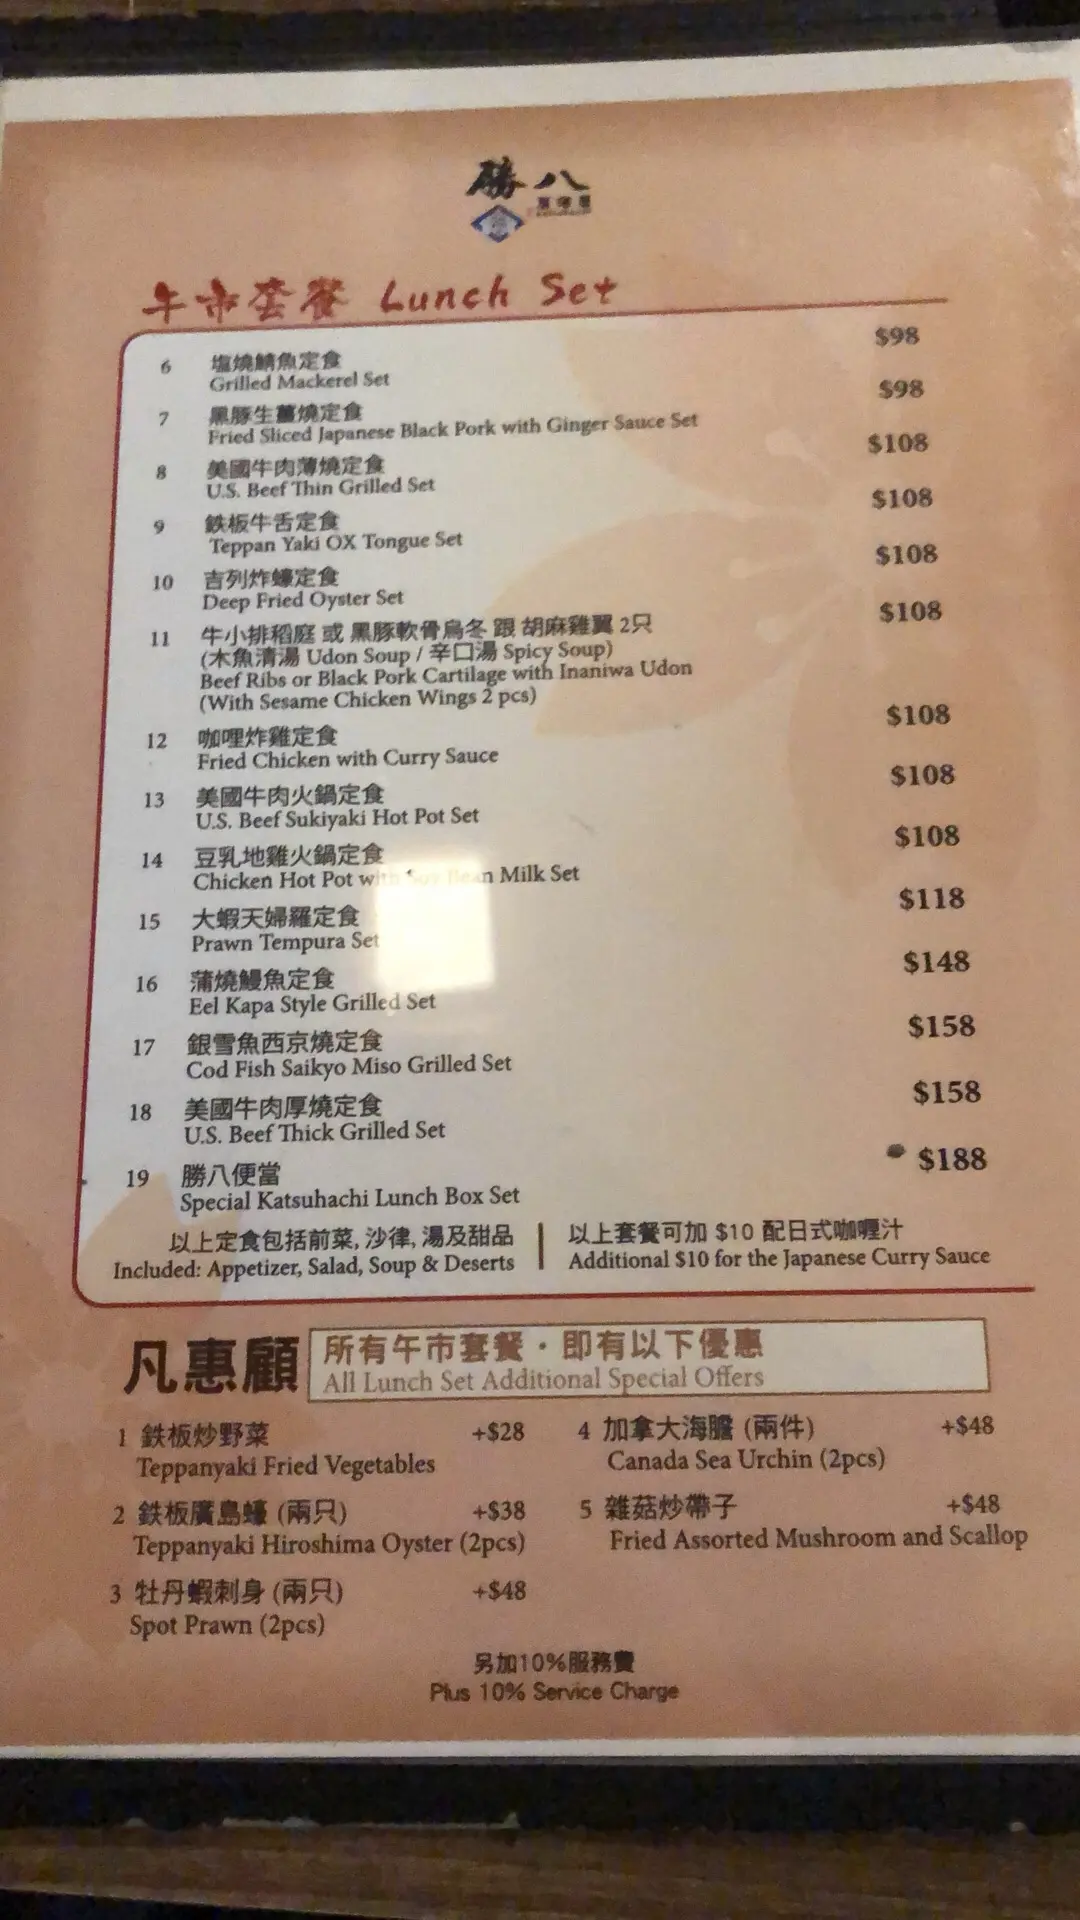 勝八
午市套餐 Lunch Set
6 塩燒鯖魚定食 $98
Grilled Mackerel Set
7 黑豚生薑燒定食 $98
Fried Sliced Japanese Black Pork with Ginger Sauce Set
8 美國牛肉薄燒定食 $108
U.S. Beef Thin Grilled Set
9 鉄板牛舌定食 $108
Teppan Yaki OX Tongue Set
10 吉列炸蠔定食 $108
Deep Fried Oyster Set
11 牛小排稻庭 或 黑豚軟骨烏冬 跟 胡麻雞翼 2只 $108
(木魚清湯 Udon Soup / 辛口湯 Spicy Soup)
Beef Ribs or Black Pork Cartilage with Inaniwa Udon
(With Sesame Chicken Wings 2 pcs)
12 咖哩炸雞定食 $108
Fried Chicken with Curry Sauce
13 美國牛肉火鍋定食 $108
U.S. Beef Sukiyaki Hot Pot Set
14 豆乳地雞火鍋定食 $108
Chicken Hot Pot with Soy Bean Milk Set
15 大蝦天婦羅定食 $118
Prawn Tempura Set
16 蒲燒鰻魚定食 $148
Eel Kapa Style Grilled Set
17 銀雪魚西京燒定食 $158
Cod Fish Saikyo Miso Grilled Set
18 美國牛肉厚燒定食 $158
U.S. Beef Thick Grilled Set
19 勝八便當 $188
Special Katsuhachi Lunch Box Set
以上定食包括前菜, 沙律, 湯及甜品
Included: Appetizer, Salad, Soup & Deserts
以上套餐可加 $10 配日式咖喱汁
Additional $10 for the Japanese Curry Sauce
凡惠顧
所有午市套餐・即有以下優惠
All Lunch Set Additional Special Offers
1 鉄板炒野菜 +$28
Teppanyaki Fried Vegetables
2 鉄板廣島蠔 (兩只) +$38
Teppanyaki Hiroshima Oyster (2pcs)
3 牡丹蝦刺身 (兩只) +$48
Spot Prawn (2pcs)
4 加拿大海膽 (兩件) +$48
Canada Sea Urchin (2pcs)
5 雜菇炒帶子 +$48
Fried Assorted Mushroom and Scallop
另加10%服務費
Plus 10% Service Charge